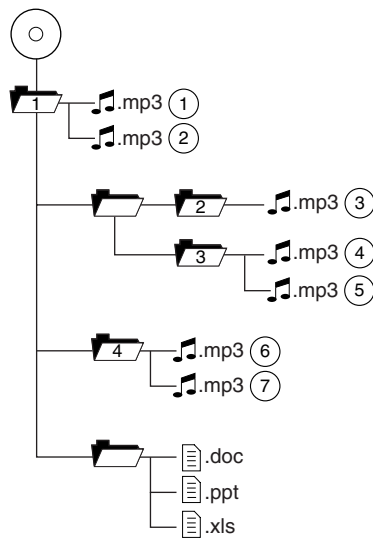 1 .mp3 1
.mp3 2
2 .mp3 3
3 .mp3 4
.mp3 5
4 .mp3 6
.mp3 7
.doc
.ppt
.xls